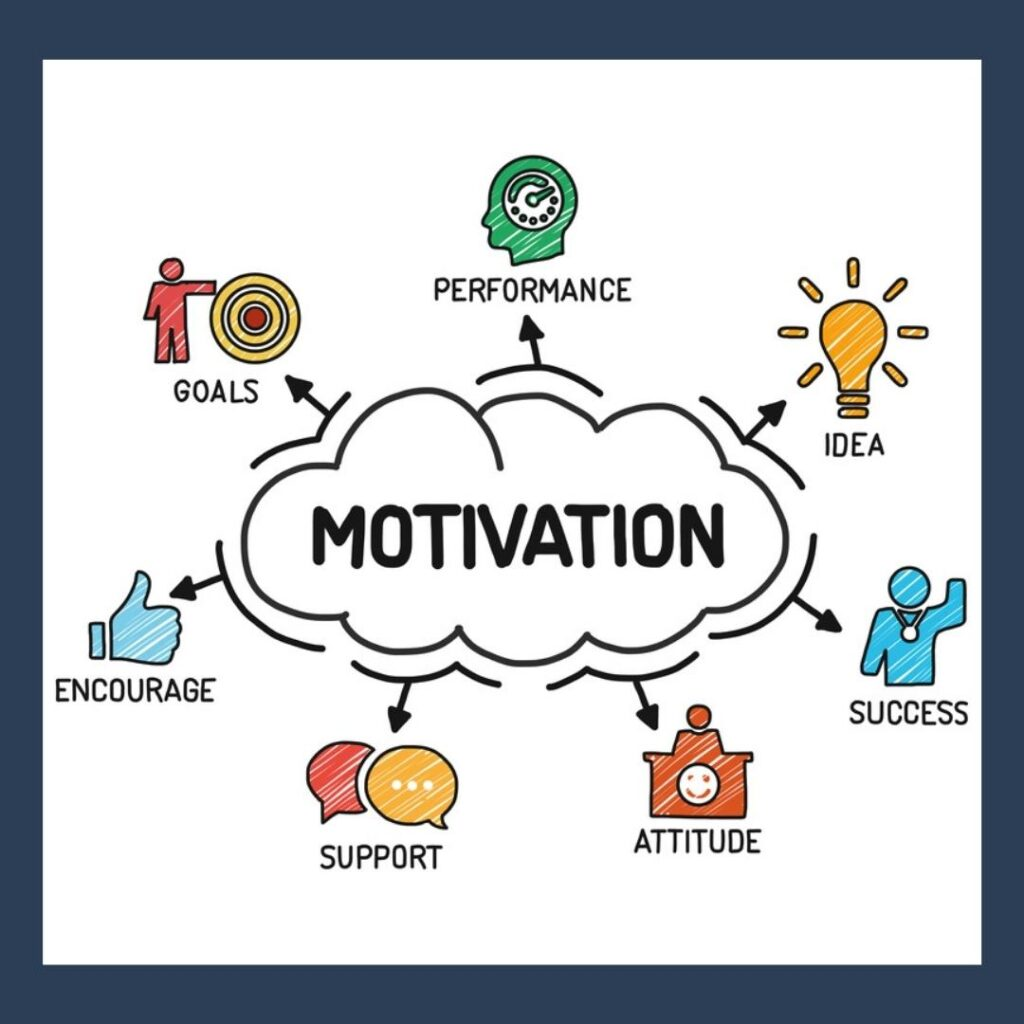 PERFORMANCE
GOALS
IDEA
MOTIVATION
ENCOURAGE
SUCCESS
SUPPORT
ATTITUDE